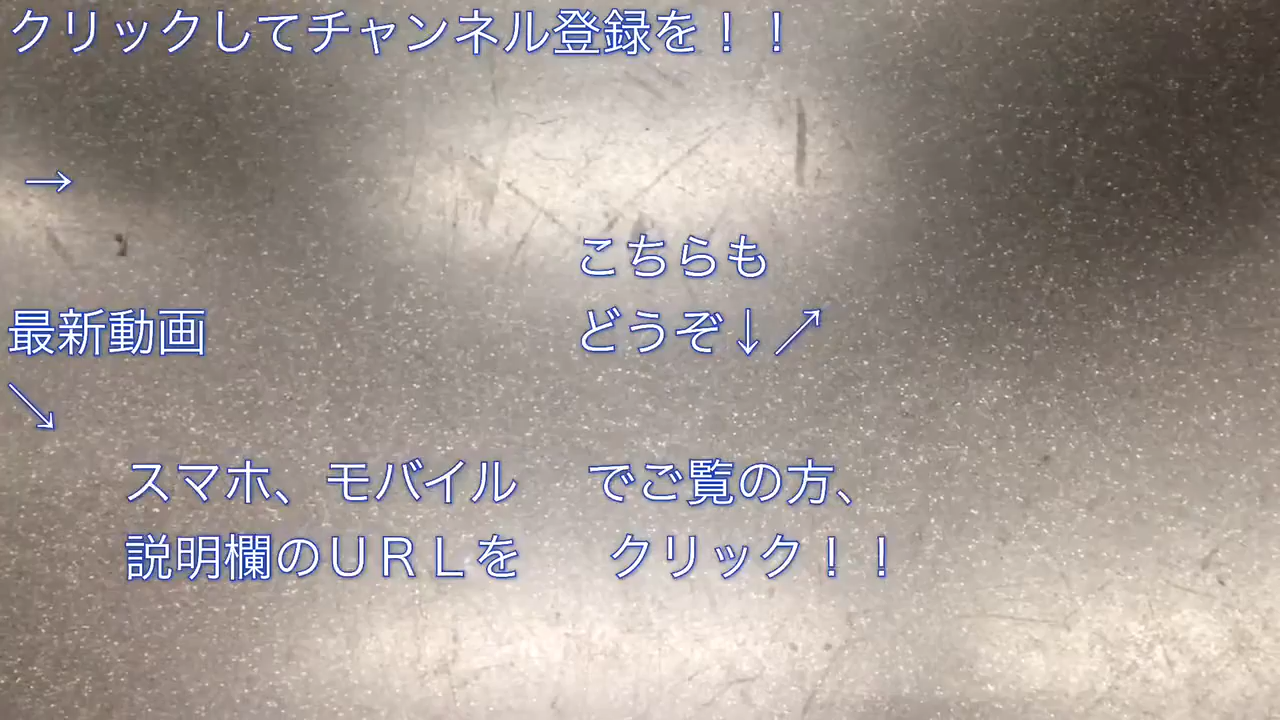 クリックしてチャンネル登録を！！
→
こちらも
最新動画
どうぞ↓↗
↘
スマホ、モバイル　でご覧の方、
説明欄のＵＲＬを　クリック！！